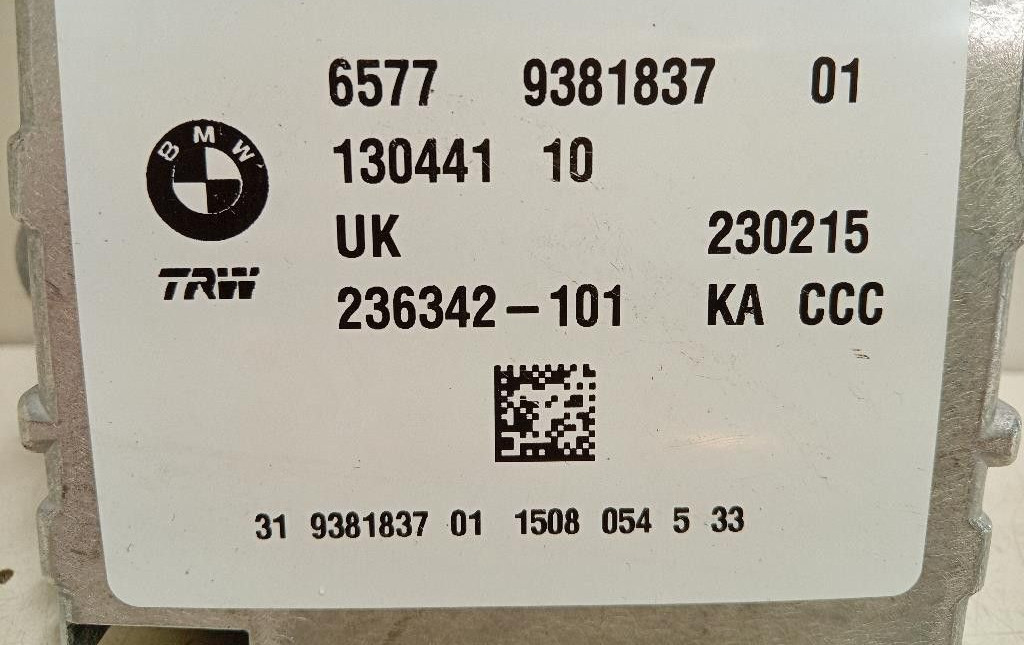 6577 9381837 01
BMW
130441 10
UK 230215
TRW
236342-101 KA CCC
31 9381837 01 1508 054 5 33